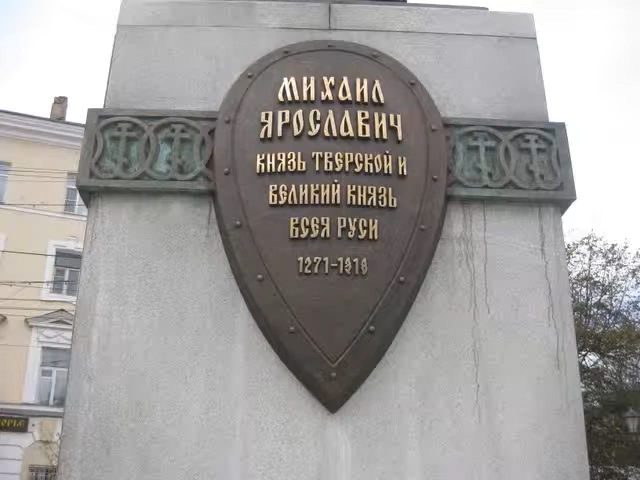 МИХАИЛ
ЯРОСЛАВИЧ
КНЯЗЬ ТВЕРСКОЙ И
ВЕЛИКИЙ КНЯЗЬ
ВСЕЯ РУСИ
1271-1318